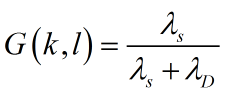 G(k,l) = λ_s / (λ_s + λ_D)